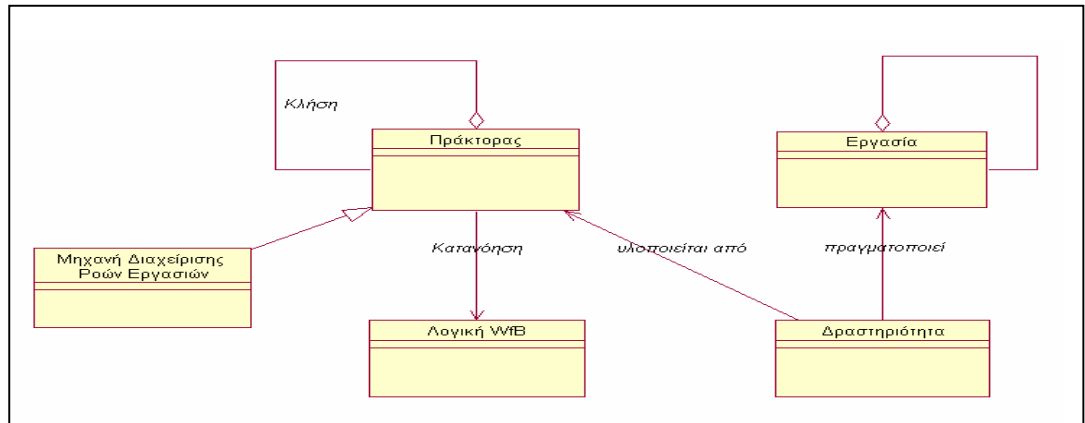 Κλήση
Πράκτορας
Εργασία
Μηχανή Διαχείρισης
Ροών Εργασιών
Κατανόηση
υλοποιείται από
πραγματοποιεί
Λογική WfB
Δραστηριότητα